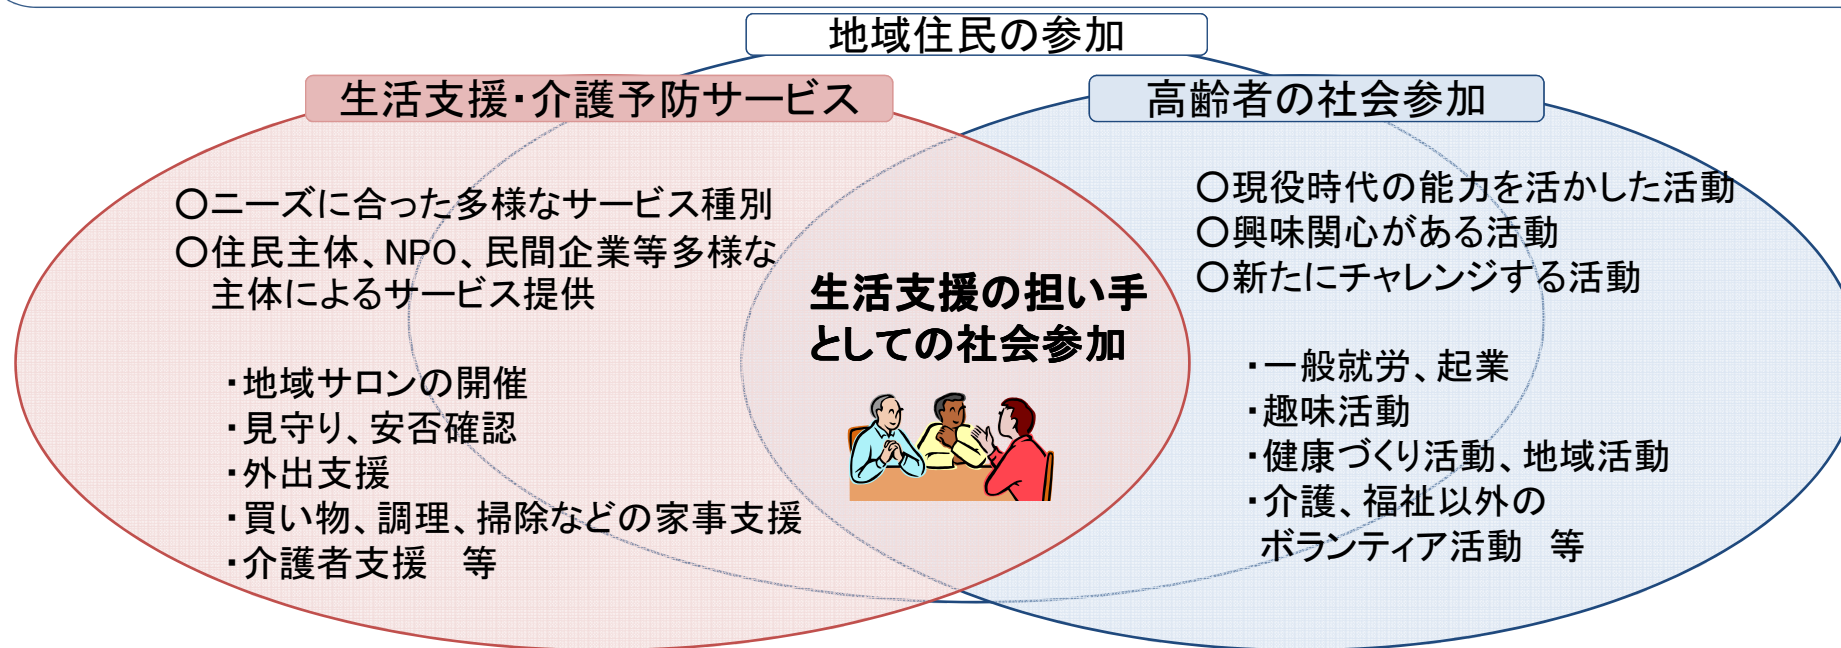 地域住民の参加
生活支援・介護予防サービス
○ニーズに合った多様なサービス種別
○住民主体、NPO、民間企業等多様な
主体によるサービス提供
・地域サロンの開催
・見守り、安否確認
・外出支援
・買い物、調理、掃除などの家事支援
・介護者支援　等
生活支援の担い手
としての社会参加
高齢者の社会参加
○現役時代の能力を活かした活動
○興味関心がある活動
○新たにチャレンジする活動
・一般就労、起業
・趣味活動
・健康づくり活動、地域活動
・介護、福祉以外の
ボランティア活動　等